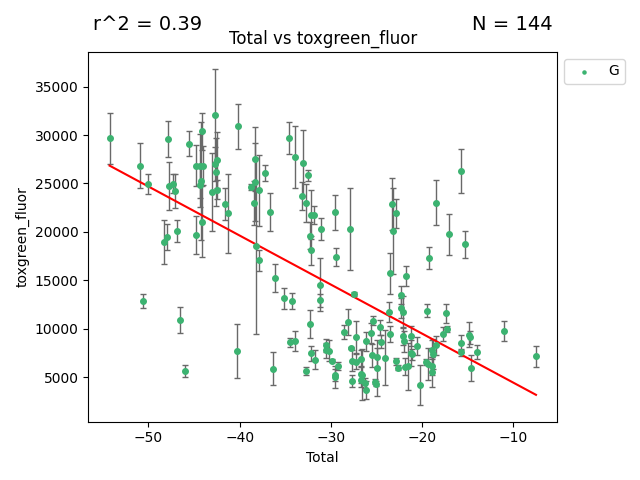 r^2 = 0.39
N = 144
Total vs toxgreen_fluor
G
35000
30000
25000
20000
15000
10000
5000
toxgreen_fluor
−50
−40
−30
−20
−10
Total